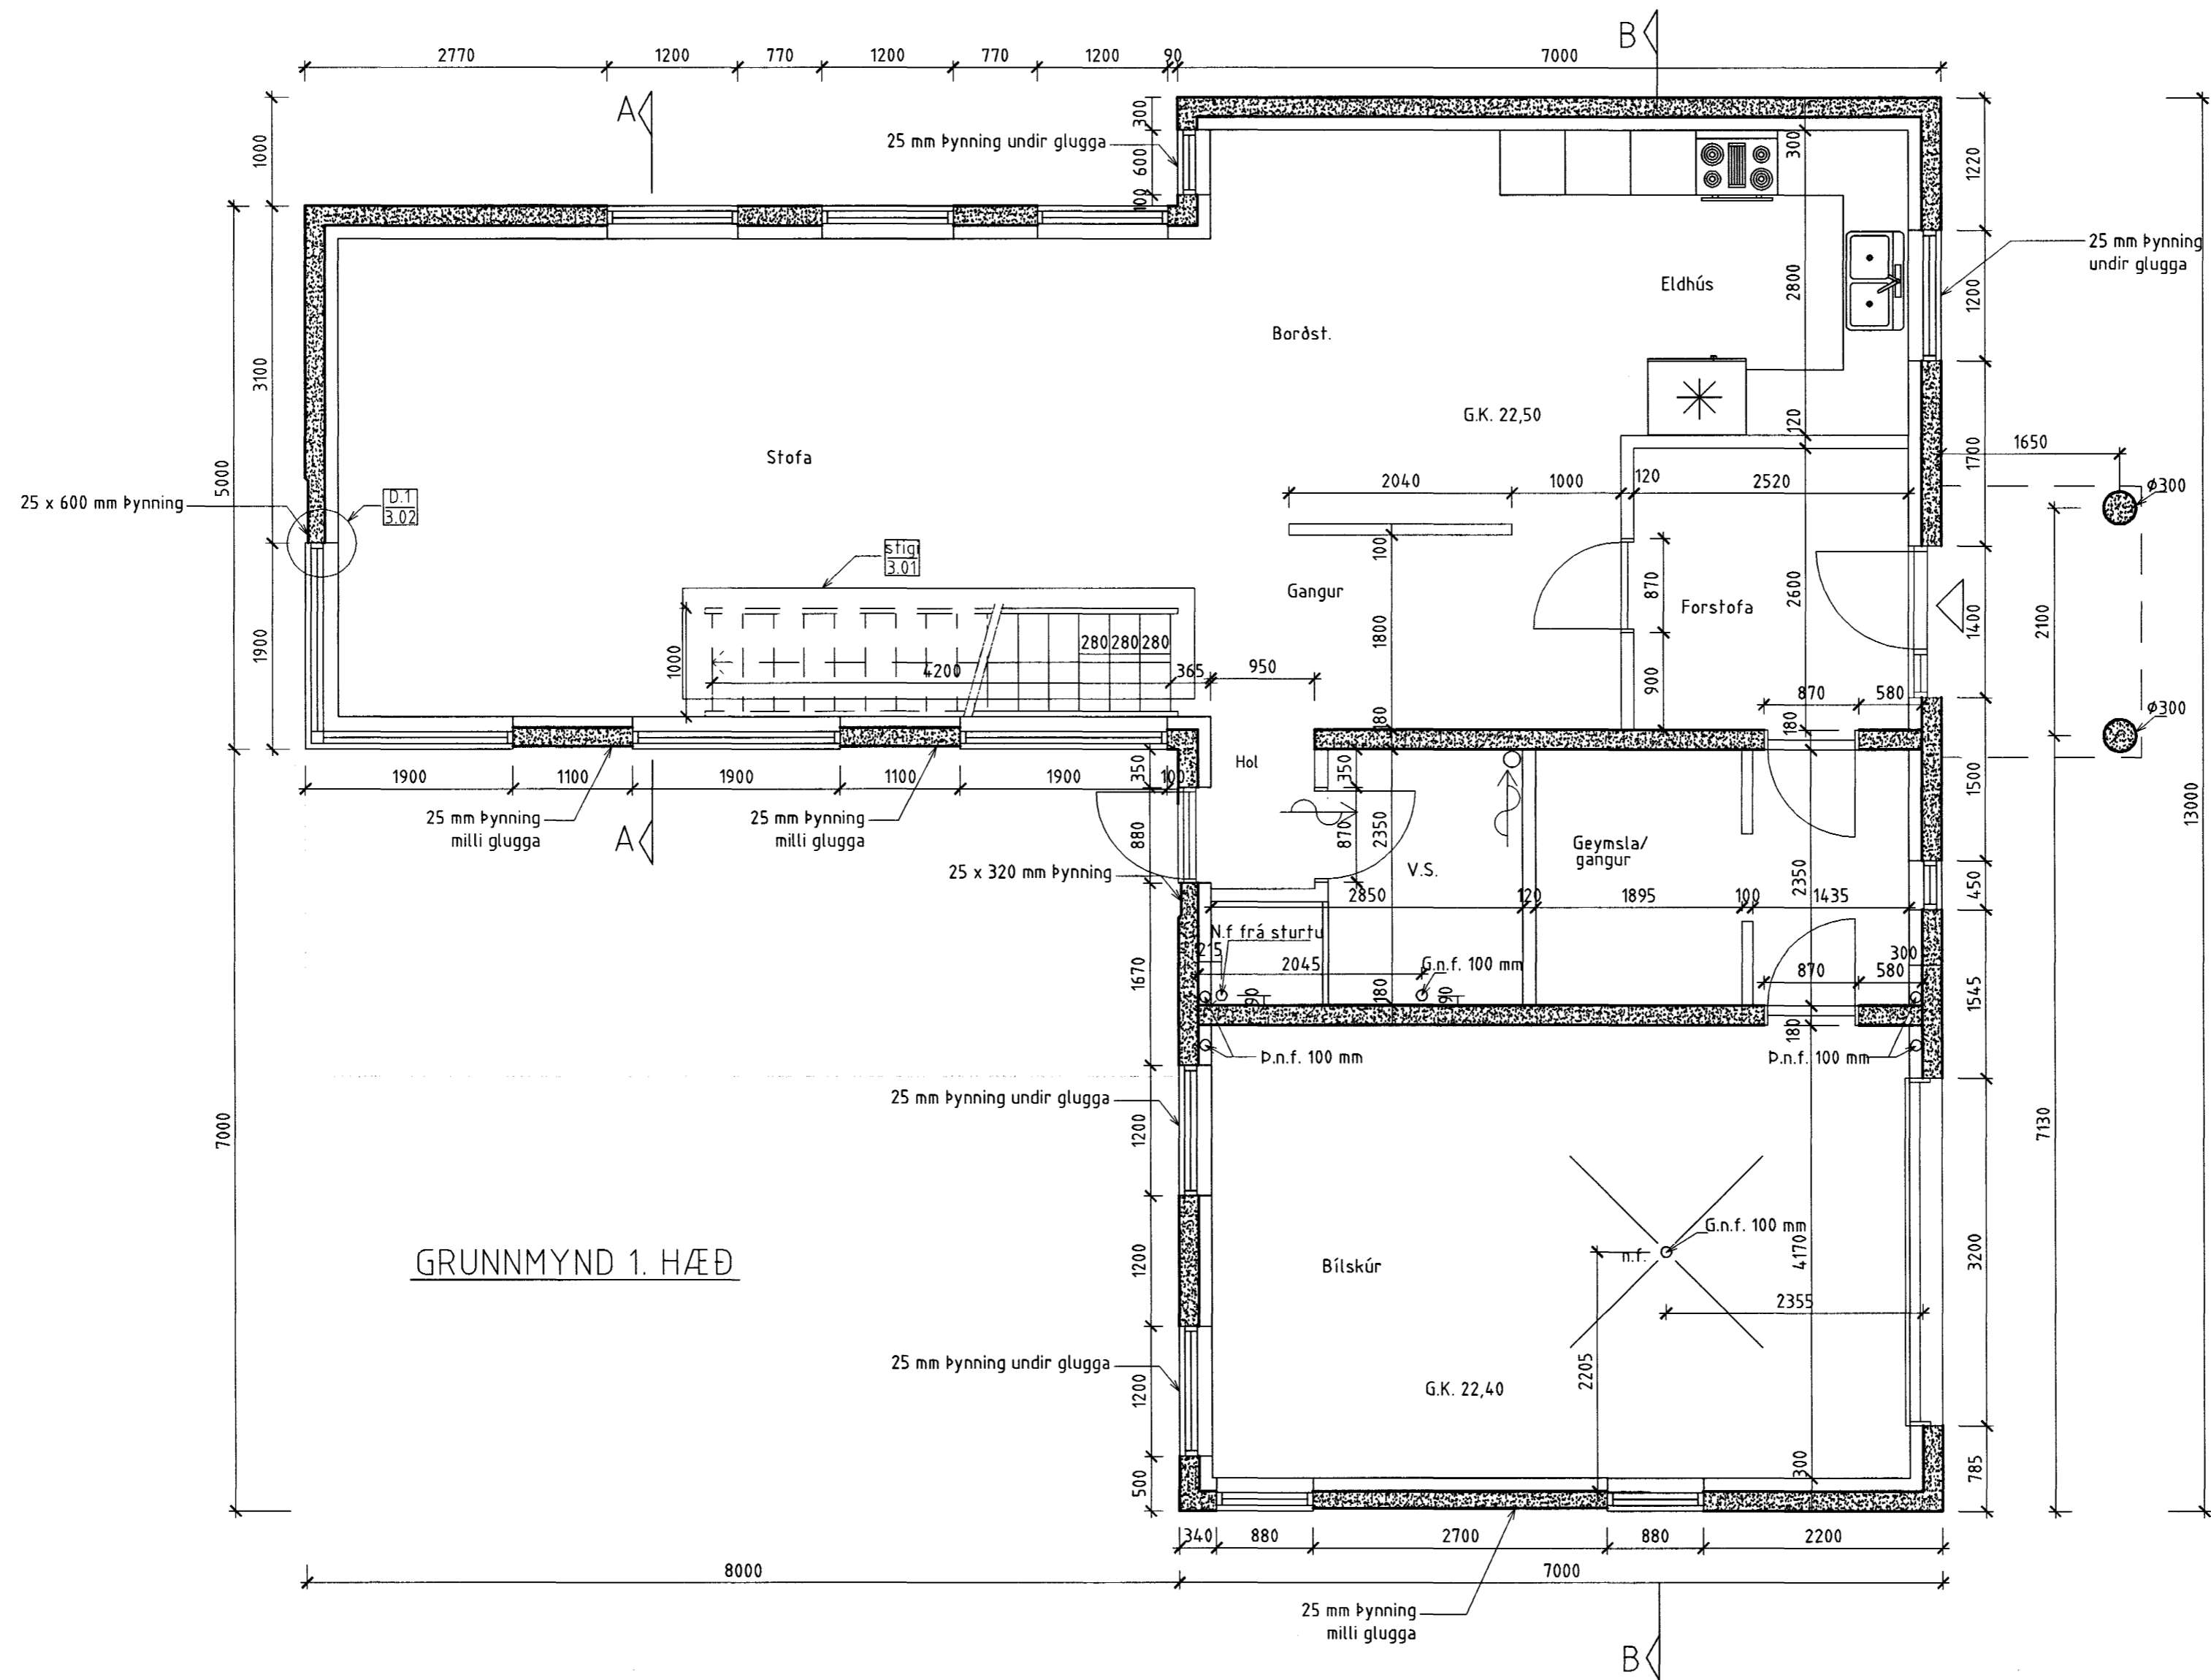 B
2770 1200 770 1200 770 1200 90 7000
A
1000
300
600
100
25 mm Þynning undir glugga
300
1220
25 mm Þynning
undir glugga
Eldhús
2800
1200
Borðst.
3100
5000
G.K. 22,50
120
1700
1650
Stofa
2040 1000 120 2520
ø300
25 x 600 mm Þynning
D.1
3.02
stigi
3.01
100
Gangur
870
Forstofa
2600
1400
2100
13000
1900
1000
280 280 280
1800
4200 365 950
900
870 580
ø300
180
180
Hol
350
350
1900 1100 1900 1100 1900 100
25 mm Þynning
milli glugga
25 mm Þynning
milli glugga
A
880
870
2350
Geymsla/
gangur
1500
V.S.
25 x 320 mm Þynning
2350
450
2850 120 1895 100 1435
N.f frá sturtu
215
2045
G.n.f. 100 mm
300
870 580
1670
90
90
180
1545
180
Þ.n.f. 100 mm
Þ.n.f. 100 mm
7000
25 mm Þynning undir glugga
1200
7130
G.n.f. 100 mm
n.f.
GRUNNMYND 1. HÆÐ
1200
Bílskúr
4170
3200
2355
25 mm Þynning undir glugga
1200
2205
G.K. 22,40
300
500
785
340 880 2700 880 2200
8000 7000
25 mm Þynning
milli glugga
B